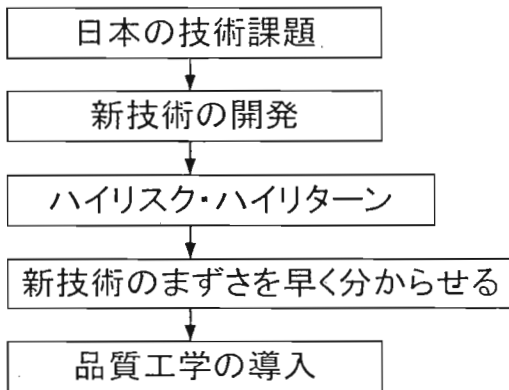 日本の技術課題
新技術の開発
ハイリスク・ハイリターン
新技術のまずさを早く分からせる
品質工学の導入